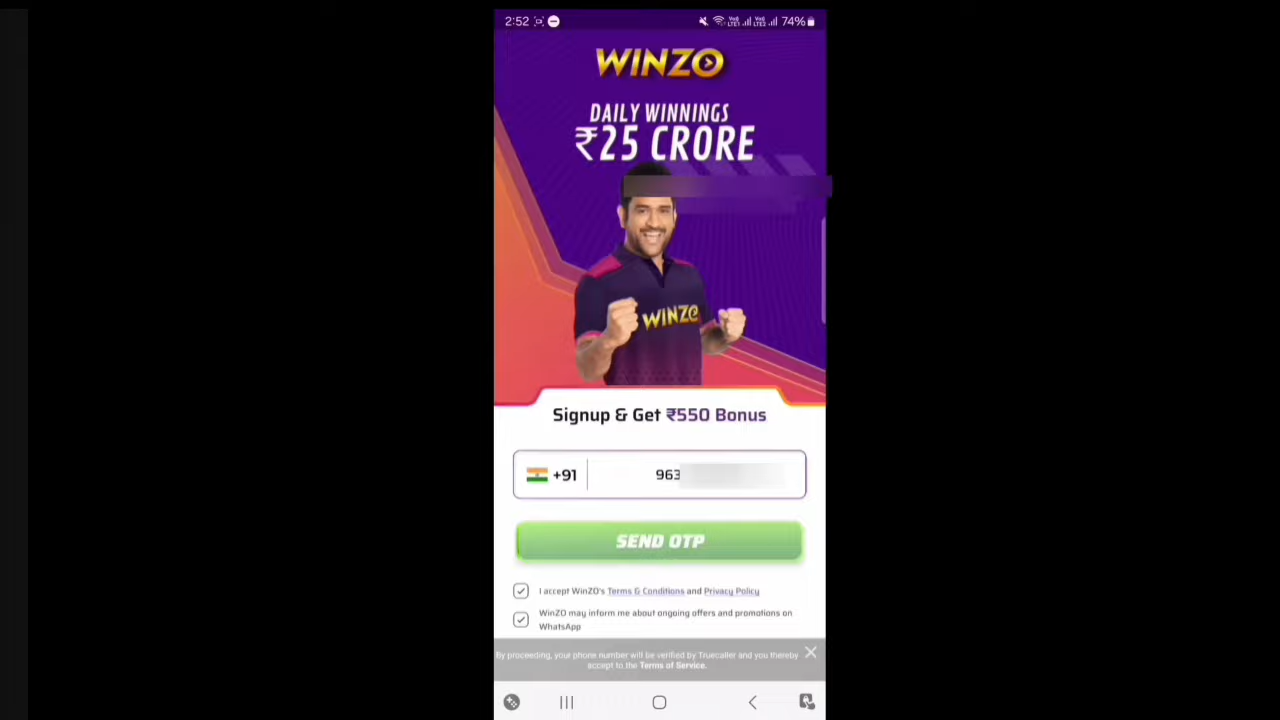 2:52
74%
WINZO
DAILY WINNINGS
₹25 CRORE
WINZO
Signup & Get ₹550 Bonus
+91 963
SEND OTP
I accept WinZO's Terms & Conditions and Privacy Policy
WinZO may inform me about ongoing offers and promotions on
WhatsApp
By proceeding, your phone number will be verified by Truecaller and you thereby
accept to the Terms of Service.